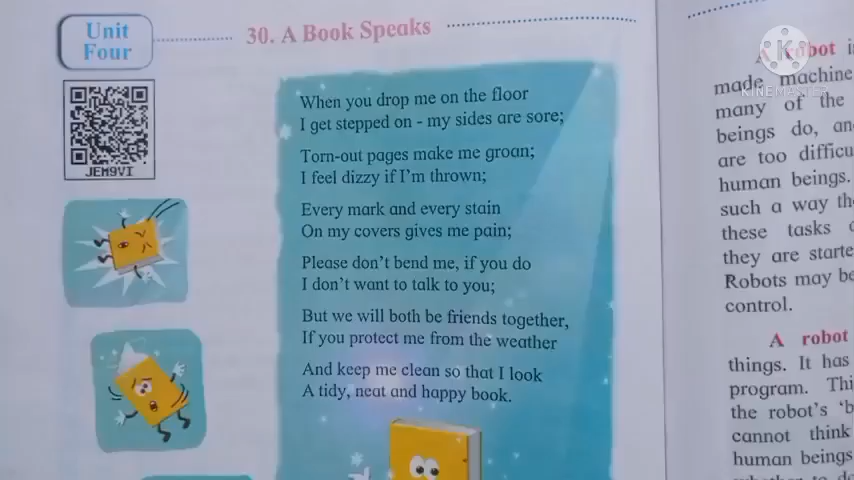 Unit
Four
30. A Book Speaks
JEM9VI
When you drop me on the floor
I get stepped on - my sides are sore;
Torn-out pages make me groan;
I feel dizzy if I'm thrown;
Every mark and every stain
On my covers gives me pain;
Please don't bend me, if you do
I don't want to talk to you;
But we will both be friends together,
If you protect me from the weather
And keep me clean so that I look
A tidy, neat and happy book.
A robot
made machine
many of the
beings do, an
are too difficu
human beings.
such a way th
these tasks
they are starte
Robots may be
control.
A robot
things. It has
program. Thi
the robot's 'b
cannot think
human beings
KINEMASTER